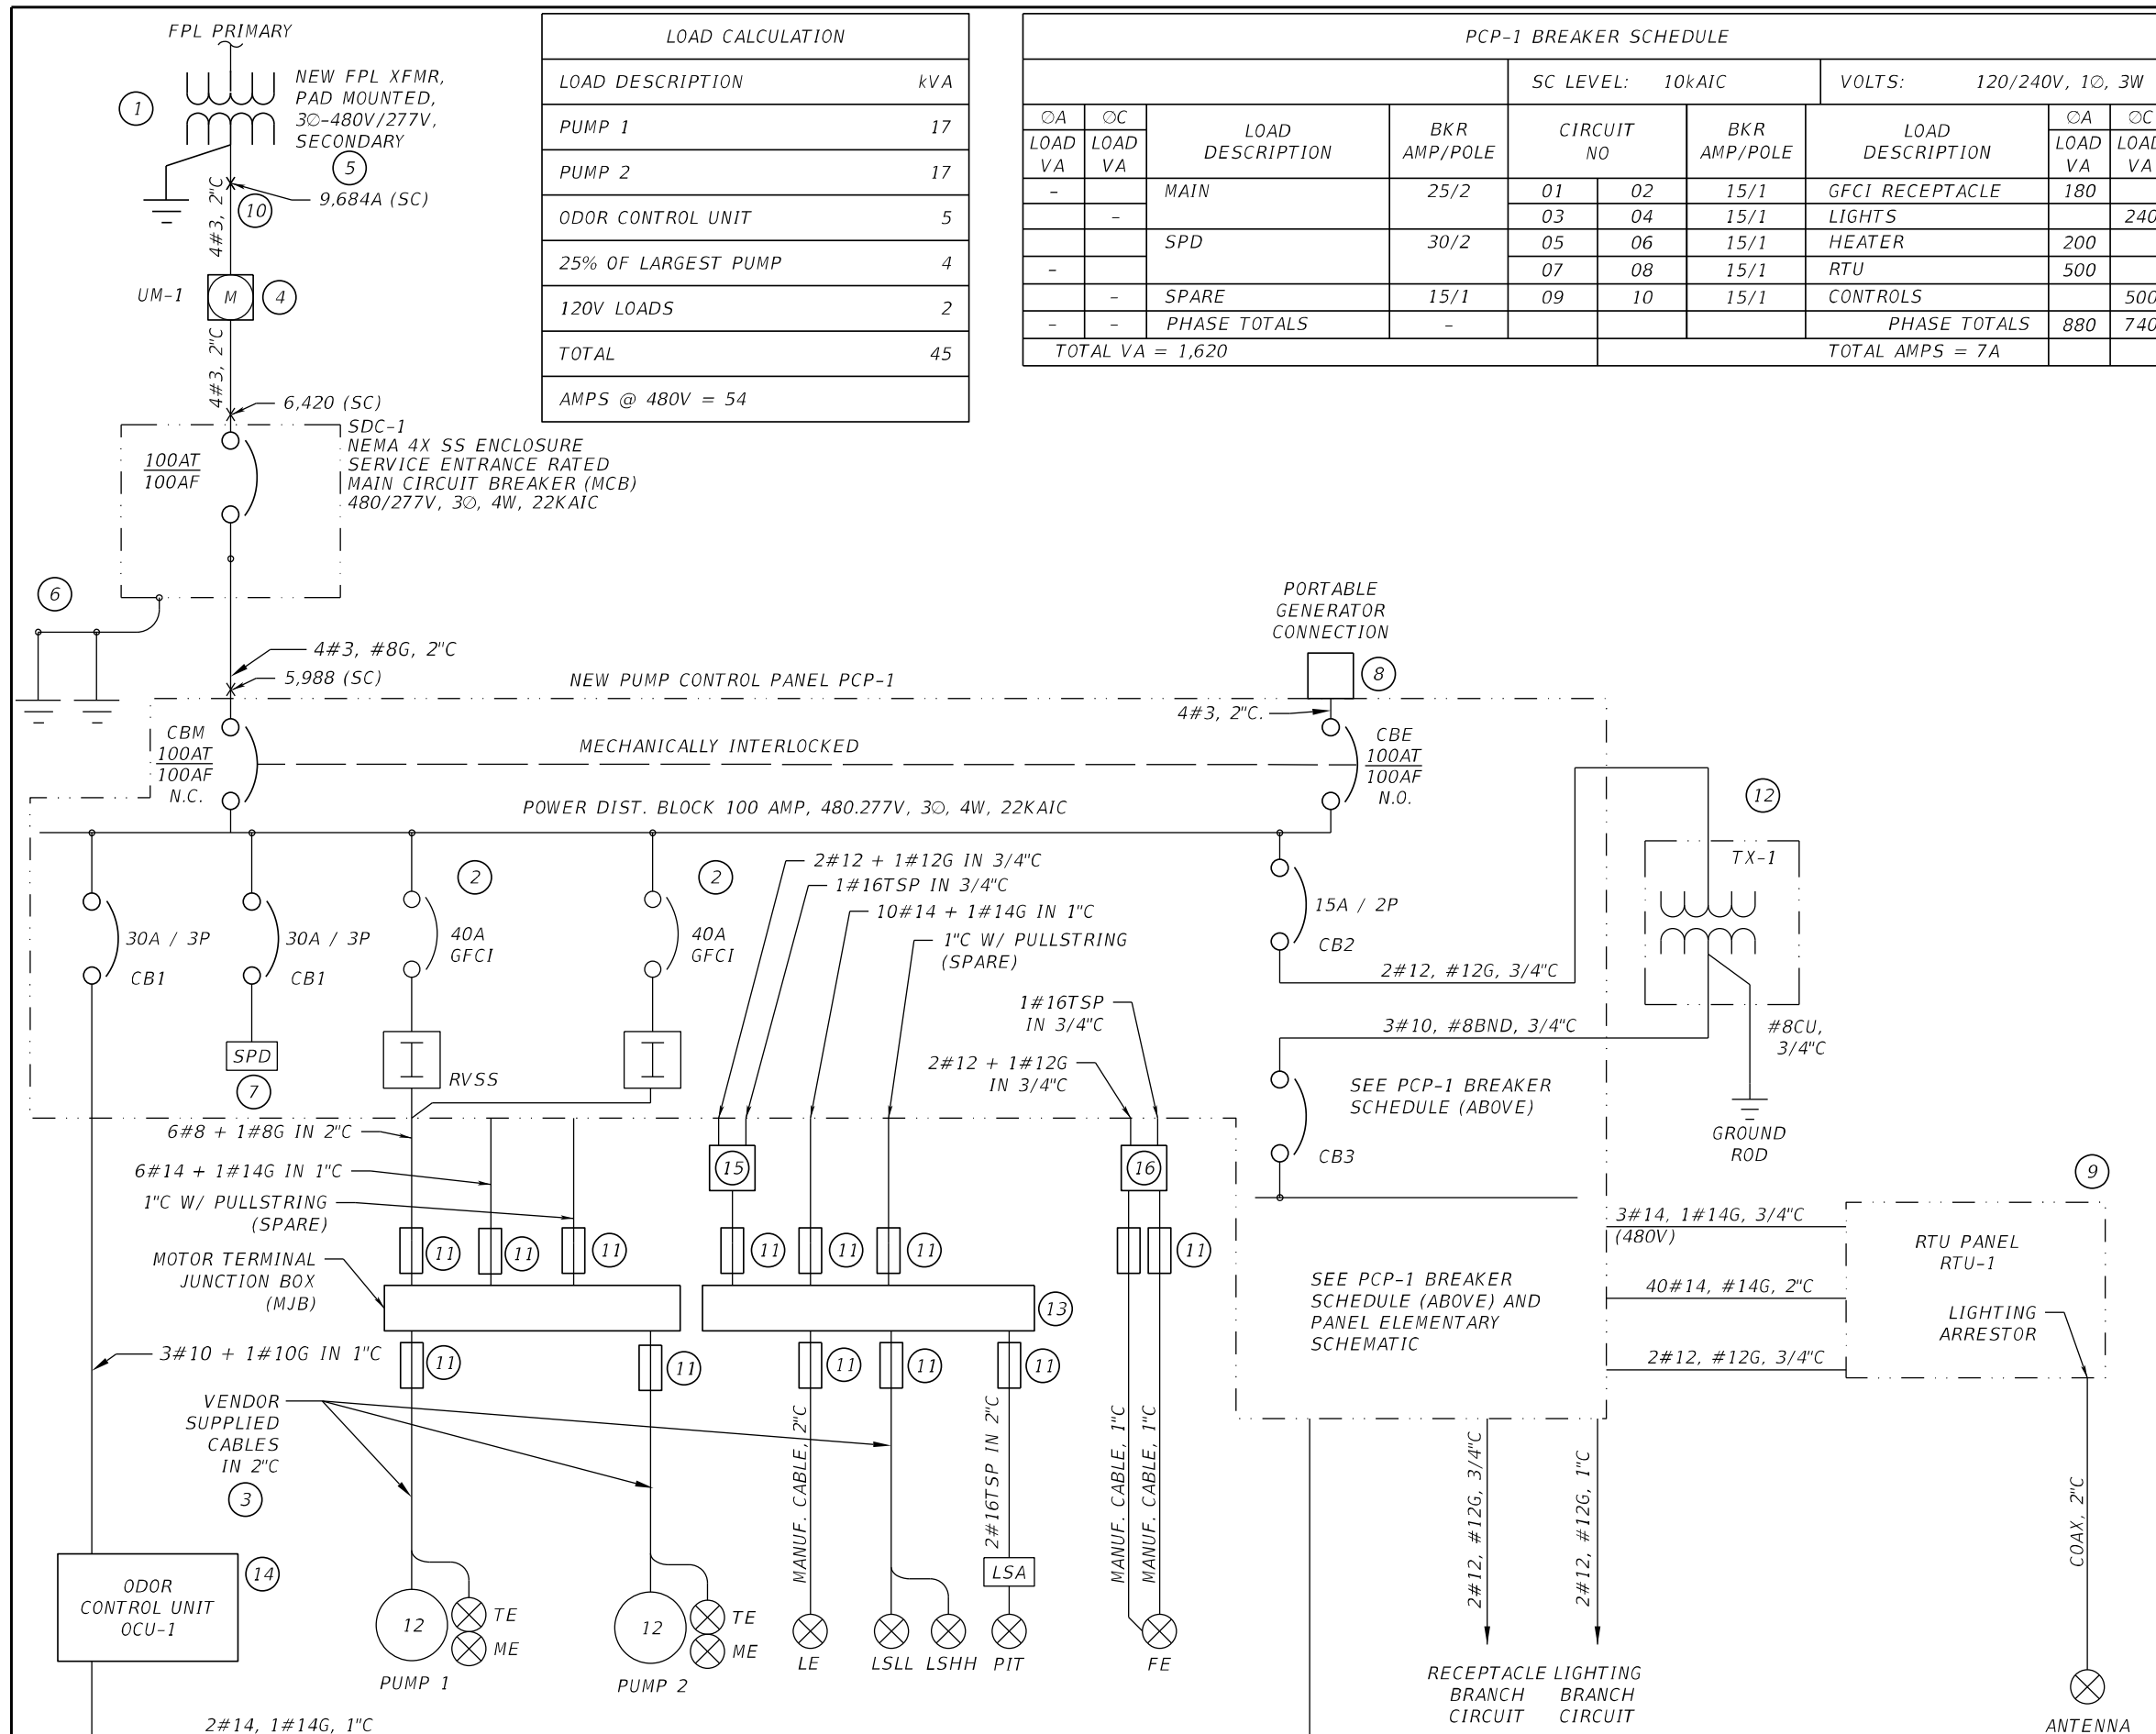 FPL PRIMARY
1
NEW FPL XFMR,
PAD MOUNTED,
3∅-480V/277V,
SECONDARY
5
9,684A (SC)
10
4#3, 2"C
UM-1
M
4
4#3, 2"C
6,420 (SC)
SDC-1
NEMA 4X SS ENCLOSURE
SERVICE ENTRANCE RATED
MAIN CIRCUIT BREAKER (MCB)
480/277V, 3∅, 4W, 22KAIC
100AT
100AF
6
4#3, #8G, 2"C
5,988 (SC)
LOAD CALCULATION
LOAD DESCRIPTION kVA
PUMP 1 17
PUMP 2 17
ODOR CONTROL UNIT 5
25% OF LARGEST PUMP 4
120V LOADS 2
TOTAL 45
AMPS @ 480V = 54
PCP-1 BREAKER SCHEDULE
SC LEVEL: 10kAIC VOLTS: 120/240V, 1∅, 3W
∅A ∅C LOAD BKR CIRCUIT BKR LOAD ∅A ∅C
LOAD LOAD DESCRIPTION AMP/POLE NO AMP/POLE DESCRIPTION LOAD LOAD
VA VA VA VA
- MAIN 25/2 01 02 15/1 GFCI RECEPTACLE 180
- 03 04 15/1 LIGHTS 240
SPD 30/2 05 06 15/1 HEATER 200
- 07 08 15/1 RTU 500
- SPARE 15/1 09 10 15/1 CONTROLS 500
- - PHASE TOTALS - PHASE TOTALS 880 740
TOTAL VA = 1,620 TOTAL AMPS = 7A
NEW PUMP CONTROL PANEL PCP-1
PORTABLE
GENERATOR
CONNECTION
8
4#3, 2"C.
CBM
100AT
100AF
N.C.
MECHANICALLY INTERLOCKED
CBE
100AT
100AF
N.O.
POWER DIST. BLOCK 100 AMP, 480.277V, 3∅, 4W, 22KAIC
12
TX-1
30A / 3P
CB1
30A / 3P
CB1
2
40A
GFCI
2
40A
GFCI
2#12 + 1#12G IN 3/4"C
1#16TSP IN 3/4"C
10#14 + 1#14G IN 1"C
1"C W/ PULLSTRING
(SPARE)
15A / 2P
CB2
2#12, #12G, 3/4"C
3#10, #8BND, 3/4"C
#8CU,
3/4"C
GROUND
ROD
SPD
7
RVSS
1#16TSP
IN 3/4"C
2#12 + 1#12G
IN 3/4"C
SEE PCP-1 BREAKER
SCHEDULE (ABOVE)
CB3
6#8 + 1#8G IN 2"C
6#14 + 1#14G IN 1"C
1"C W/ PULLSTRING
(SPARE)
15
16
11
11
11
11
11
11
11
MOTOR TERMINAL
JUNCTION BOX
(MJB)
13
11
11
11
11
11
3#10 + 1#10G IN 1"C
VENDOR
SUPPLIED
CABLES
IN 2"C
3
SEE PCP-1 BREAKER
SCHEDULE (ABOVE) AND
PANEL ELEMENTARY
SCHEMATIC
9
3#14, 1#14G, 3/4"C
(480V)
40#14, #14G, 2"C
2#12, #12G, 3/4"C
RTU PANEL
RTU-1
LIGHTING
ARRESTOR
MANUF. CABLE, 2"C
2#16TSP IN 2"C
MANUF. CABLE, 1"C
MANUF. CABLE, 1"C
2#12, #12G, 3/4"C
2#12, #12G, 1"C
COAX, 2"C
ODOR
CONTROL UNIT
OCU-1
14
12
TE
ME
PUMP 1
12
TE
ME
PUMP 2
LSA
LE
LSLL
LSHH
PIT
FE
RECEPTACLE
BRANCH
CIRCUIT
LIGHTING
BRANCH
CIRCUIT
ANTENNA
2#14, 1#14G, 1"C